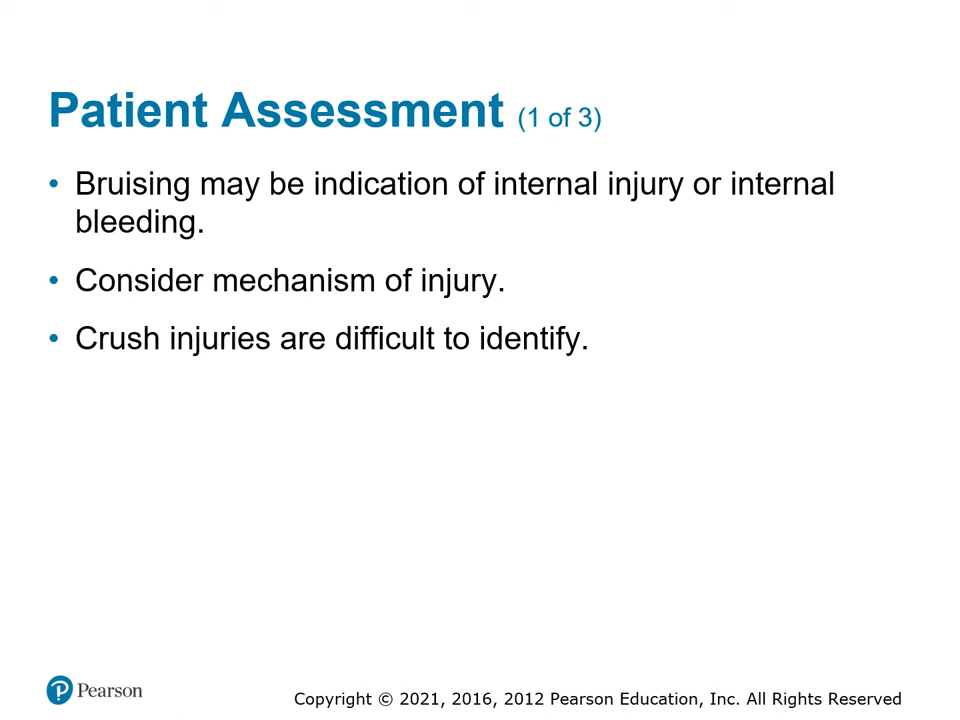 Patient Assessment (1 of 3)
• Bruising may be indication of internal injury or internal
bleeding.
• Consider mechanism of injury.
• Crush injuries are difficult to identify.
Pearson
Copyright © 2021, 2016, 2012 Pearson Education, Inc. All Rights Reserved